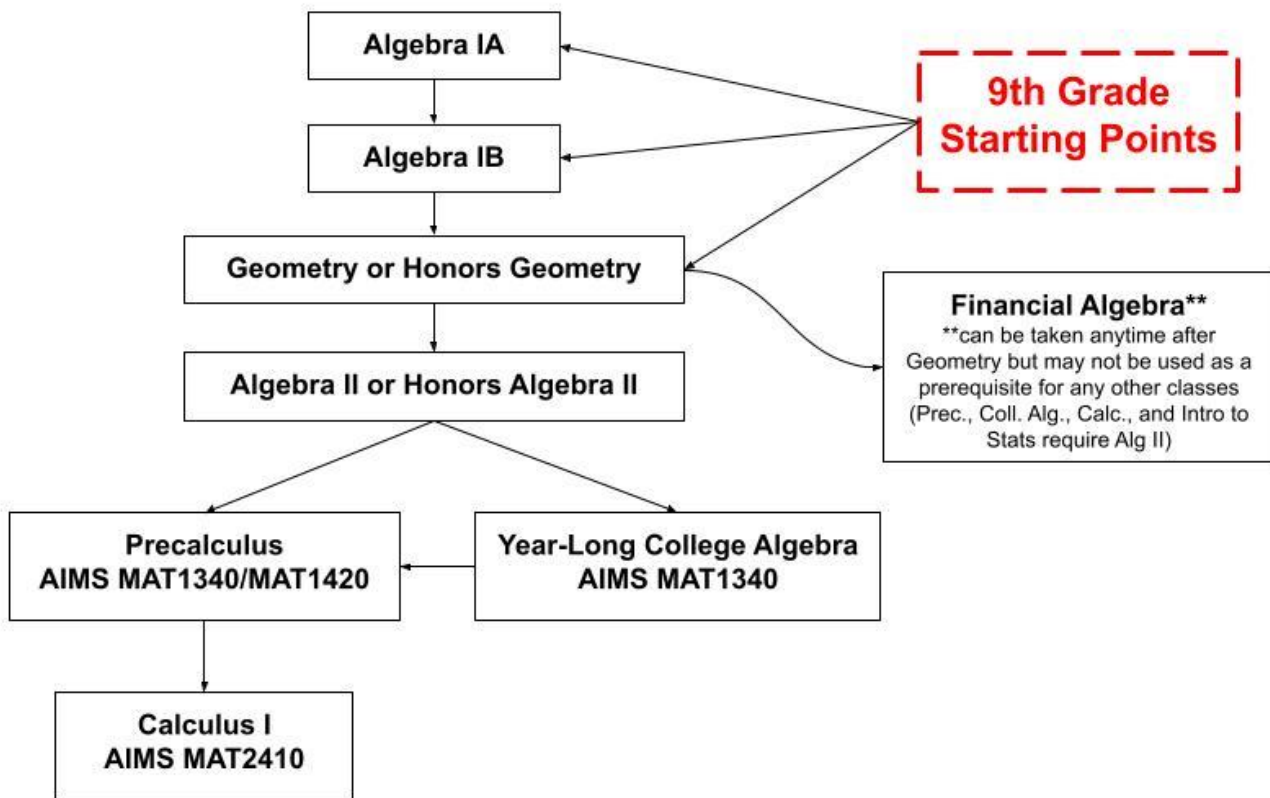 Algebra IA
9th Grade
Starting Points
Algebra IB
Geometry or Honors Geometry
Financial Algebra**
**can be taken anytime after
Geometry but may not be used as a
prerequisite for any other classes
(Prec., Coll. Alg., Calc., and Intro to
Stats require Alg II)
Algebra II or Honors Algebra II
Precalculus
AIMS MAT1340/MAT1420
Year-Long College Algebra
AIMS MAT1340
Calculus I
AIMS MAT2410